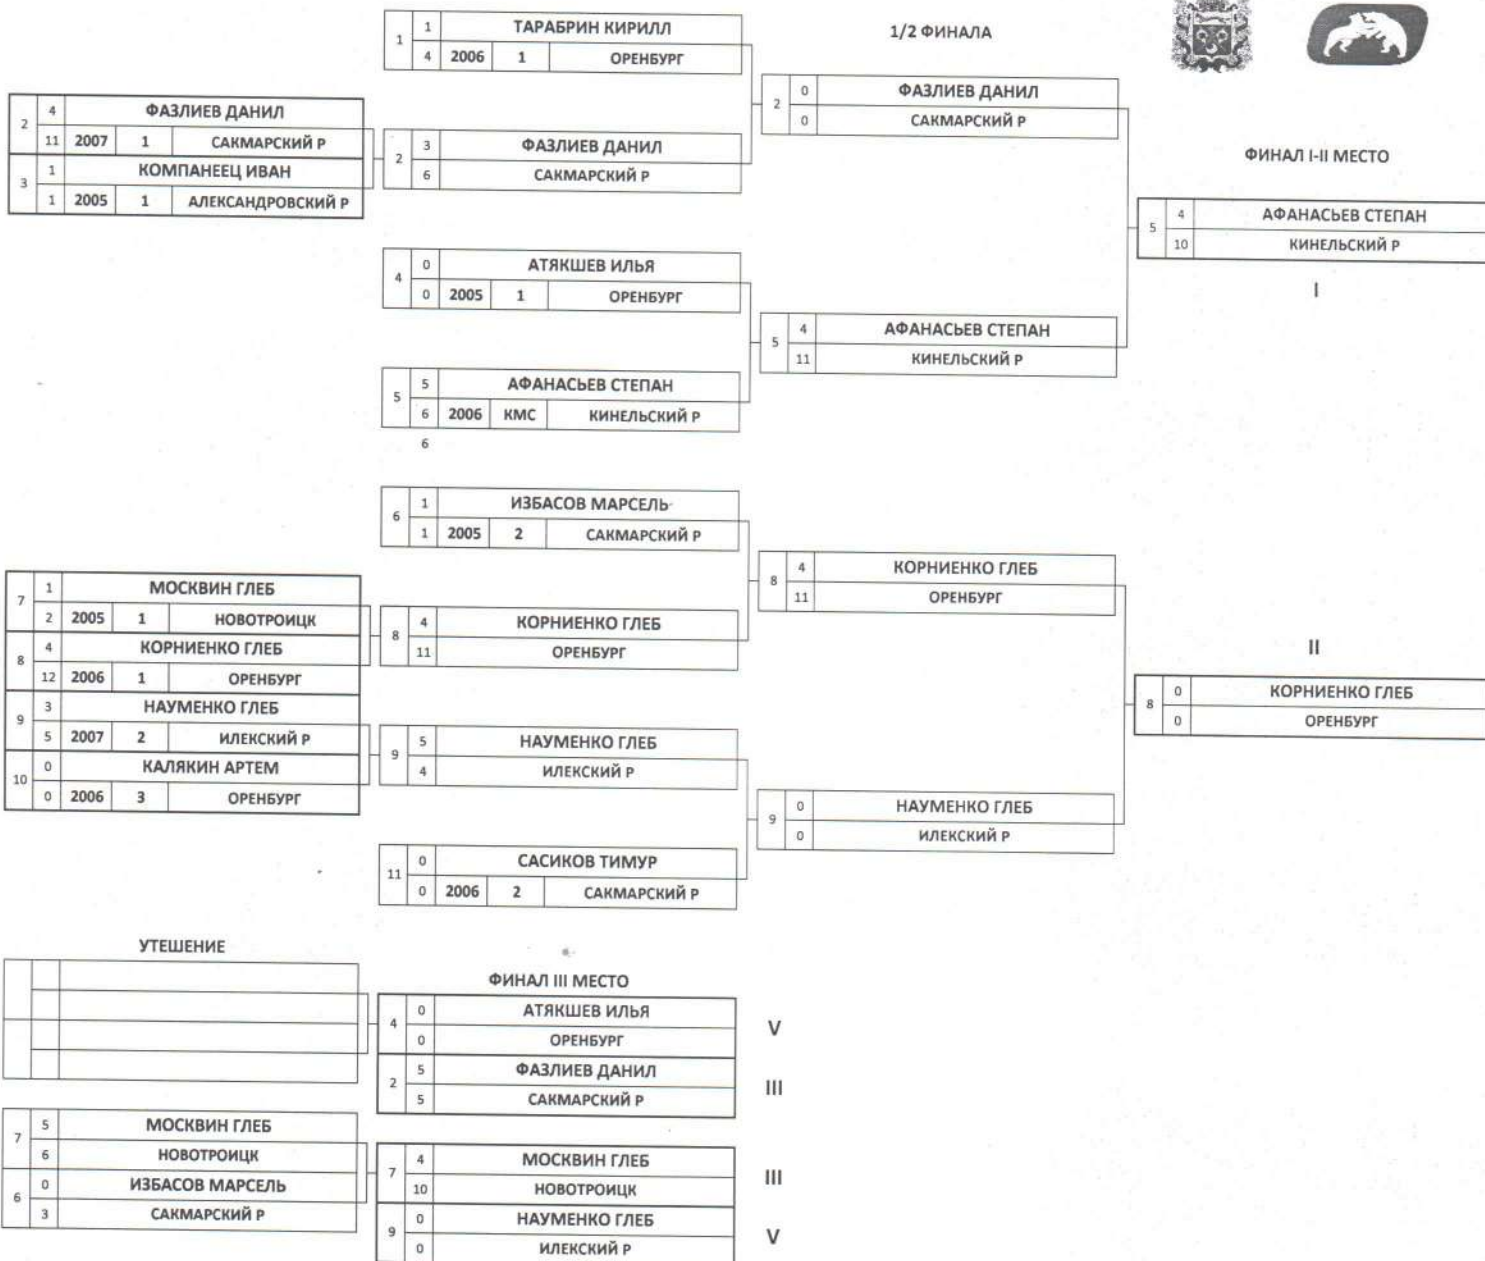 1/2 ФИНАЛА
1 1 ТАРАБРИН КИРИЛЛ
4 2006 1 ОРЕНБУРГ
2 0 ФАЗЛИЕВ ДАНИЛ
0 САКМАРСКИЙ Р
2 4 ФАЗЛИЕВ ДАНИЛ
11 2007 1 САКМАРСКИЙ Р
3 1 КОМПАНЕЕЦ ИВАН
1 2005 1 АЛЕКСАНДРОВСКИЙ Р
2 3 ФАЗЛИЕВ ДАНИЛ
6 САКМАРСКИЙ Р
ФИНАЛ I-II МЕСТО
5 4 АФАНАСЬЕВ СТЕПАН
10 КИНЕЛЬСКИЙ Р
I
4 0 АТЯКШЕВ ИЛЬЯ
0 2005 1 ОРЕНБУРГ
5 4 АФАНАСЬЕВ СТЕПАН
11 КИНЕЛЬСКИЙ Р
5 5 АФАНАСЬЕВ СТЕПАН
6 2006 КМС КИНЕЛЬСКИЙ Р
6
6 1 ИЗБАСОВ МАРСЕЛЬ
1 2005 2 САКМАРСКИЙ Р
8 4 КОРНИЕНКО ГЛЕБ
11 ОРЕНБУРГ
7 1 МОСКВИН ГЛЕБ
2 2005 1 НОВОТРОИЦК
8 4 КОРНИЕНКО ГЛЕБ
12 2006 1 ОРЕНБУРГ
9 3 НАУМЕНКО ГЛЕБ
5 2007 2 ИЛЕКСКИЙ Р
10 0 КАЛЯКИН АРТЕМ
0 2006 3 ОРЕНБУРГ
8 4 КОРНИЕНКО ГЛЕБ
11 ОРЕНБУРГ
II
8 0 КОРНИЕНКО ГЛЕБ
0 ОРЕНБУРГ
9 5 НАУМЕНКО ГЛЕБ
4 ИЛЕКСКИЙ Р
9 0 НАУМЕНКО ГЛЕБ
0 ИЛЕКСКИЙ Р
11 0 САСИКОВ ТИМУР
0 2006 2 САКМАРСКИЙ Р
УТЕШЕНИЕ
ФИНАЛ III МЕСТО
4 0 АТЯКШЕВ ИЛЬЯ
0 ОРЕНБУРГ
V
2 5 ФАЗЛИЕВ ДАНИЛ
5 САКМАРСКИЙ Р
III
7 5 МОСКВИН ГЛЕБ
6 НОВОТРОИЦК
6 0 ИЗБАСОВ МАРСЕЛЬ
3 САКМАРСКИЙ Р
7 4 МОСКВИН ГЛЕБ
10 НОВОТРОИЦК
III
9 0 НАУМЕНКО ГЛЕБ
0 ИЛЕКСКИЙ Р
V